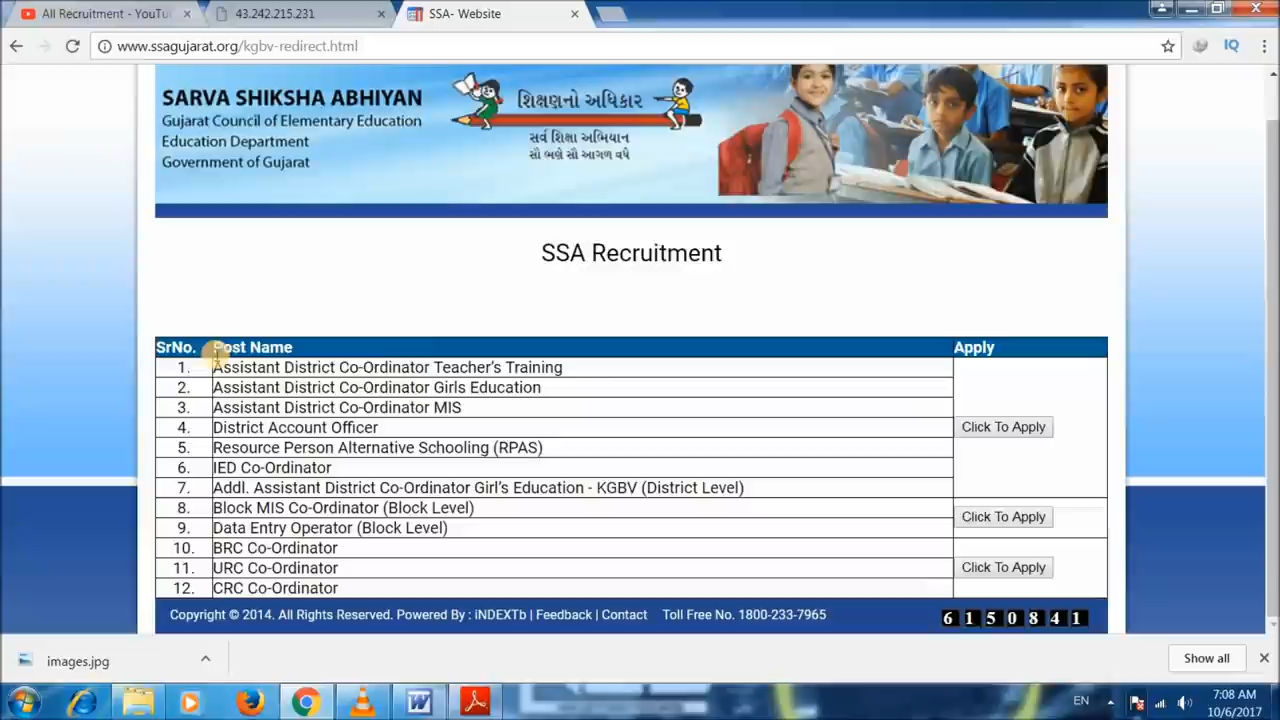 All Recruitment - YouTu
43.242.215.231
SSA- Website
www.ssagujarat.org/kgbv-redirect.html
IQ
SARVA SHIKSHA ABHIYAN
Gujarat Council of Elementary Education
Education Department
Government of Gujarat
શિક્ષણનો અધિકાર
સર્વ શિક્ષા અભિયાન
સૌ ભણે સૌ આગળ વધે
SSA Recruitment
SrNo. Post Name Apply
1. Assistant District Co-Ordinator Teacher's Training
2. Assistant District Co-Ordinator Girls Education
3. Assistant District Co-Ordinator MIS
4. District Account Officer Click To Apply
5. Resource Person Alternative Schooling (RPAS)
6. IED Co-Ordinator
7. Addl. Assistant District Co-Ordinator Girl's Education - KGBV (District Level)
8. Block MIS Co-Ordinator (Block Level) Click To Apply
9. Data Entry Operator (Block Level)
10. BRC Co-Ordinator
11. URC Co-Ordinator Click To Apply
12. CRC Co-Ordinator
Copyright © 2014. All Rights Reserved. Powered By : iNDEXTb | Feedback | Contact Toll Free No. 1800-233-7965 6150841
images.jpg Show all
EN 7:08 AM
10/6/2017